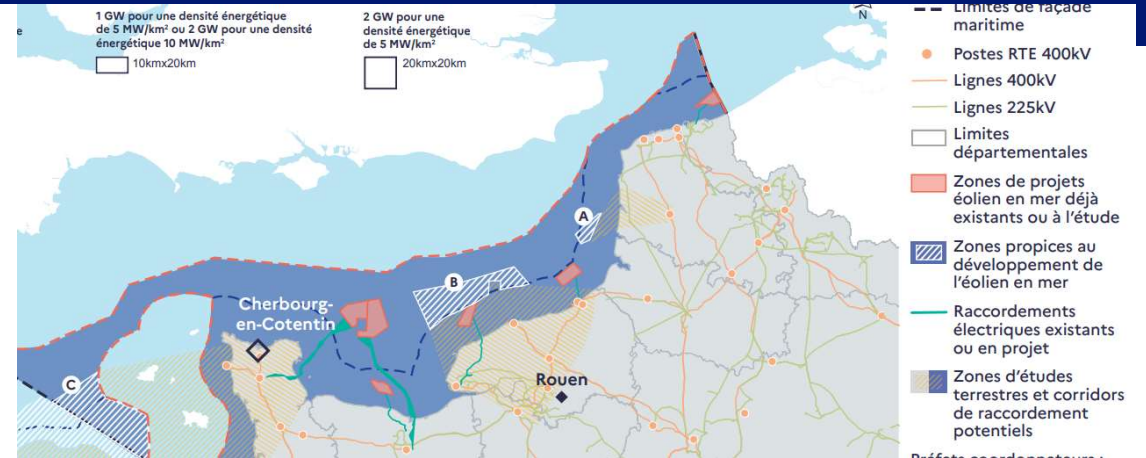 e
1 GW pour une densité énergétique
de 5 MW/km² ou 2 GW pour une densité
énergétique 10 MW/km²
10kmx20km
2 GW pour une
densité énergétique
de 5 MW/km²
20kmx20km
N
A
B
C
Cherbourg-
en-Cotentin
Rouen
Limites de façade
maritime
Postes RTE 400kV
Lignes 400kV
Lignes 225kV
Limites
départementales
Zones de projets
éolien en mer déjà
existants ou à l'étude
Zones propices au
développement de
l'éolien en mer
Raccordements
électriques existants
ou en projet
Zones d'études
terrestres et corridors
de raccordement
potentiels
Préfets coordonnateurs :